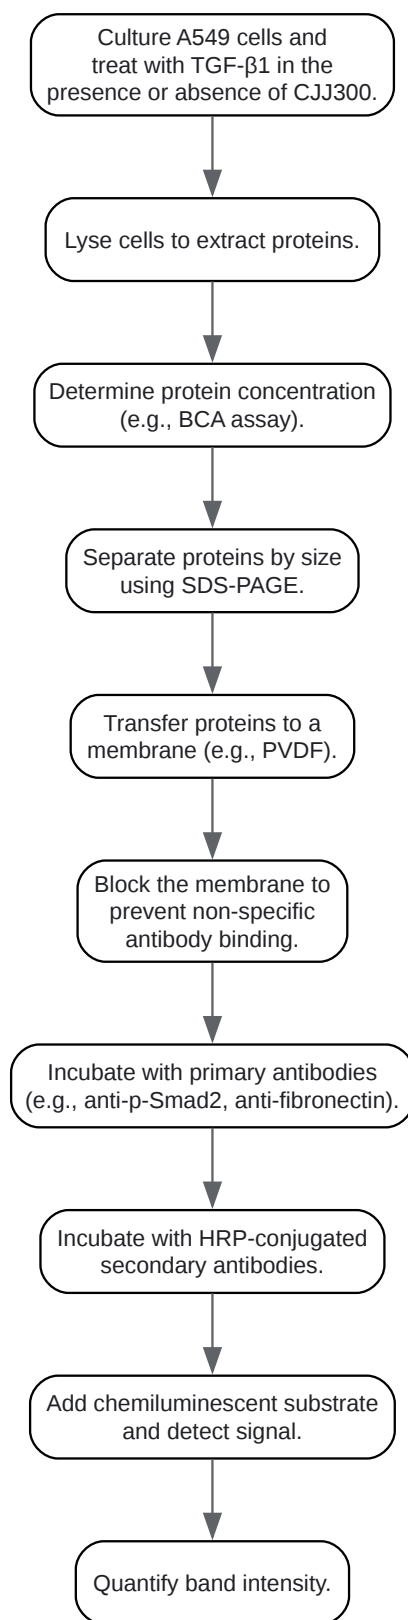 Culture A549 cells and
treat with TGF-β1 in the
presence or absence of CJJ300.
Lyse cells to extract proteins.
Determine protein concentration
(e.g., BCA assay).
Separate proteins by size
using SDS-PAGE.
Transfer proteins to a
membrane (e.g., PVDF).
Block the membrane to
prevent non-specific
antibody binding.
Incubate with primary antibodies
(e.g., anti-p-Smad2, anti-fibronectin).
Incubate with HRP-conjugated
secondary antibodies.
Add chemiluminescent substrate
and detect signal.
Quantify band intensity.